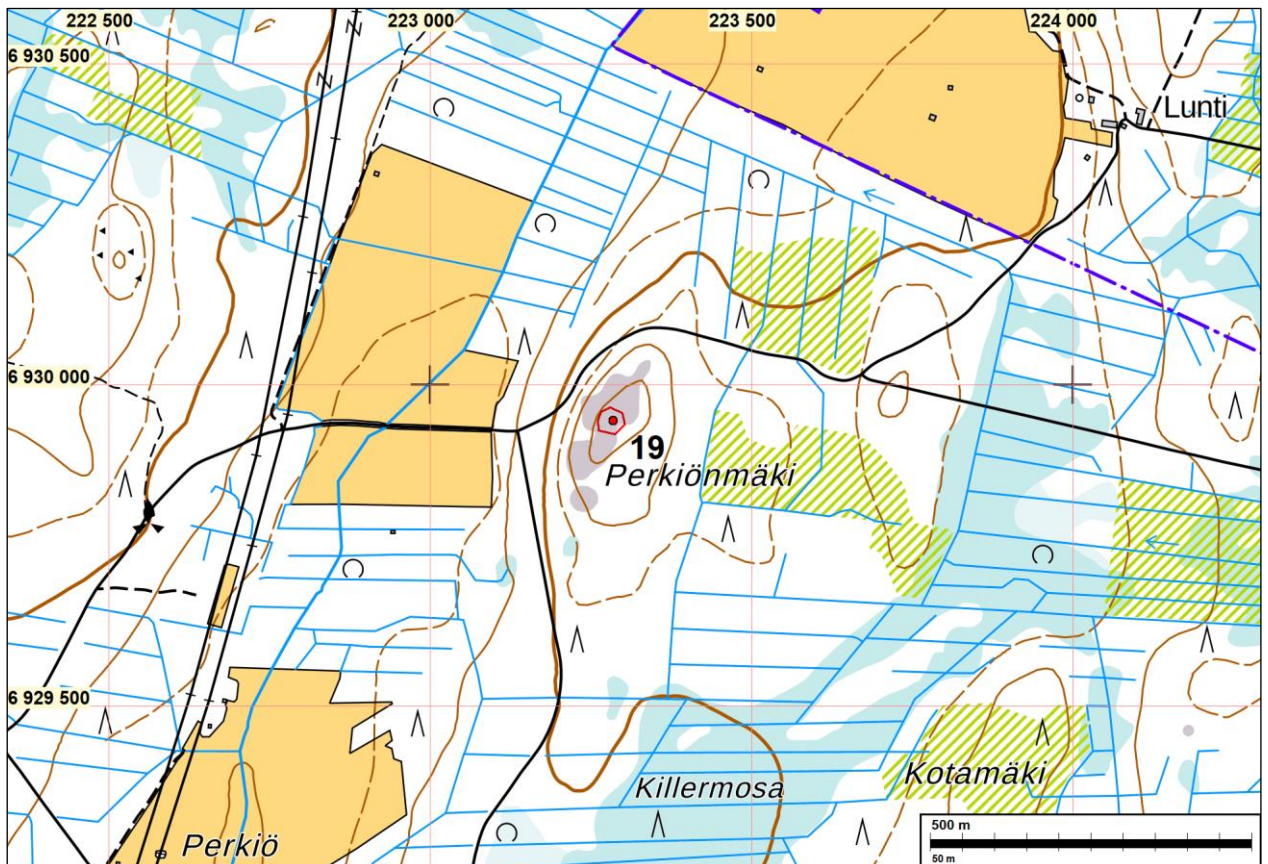 222 500
223 000
223 500
224 000
6 930 500
Lunti
6 930 000
19
Perkiönmäki
6 929 500
Killermosa
Kotamäki
Perkiö
500 m
50 m